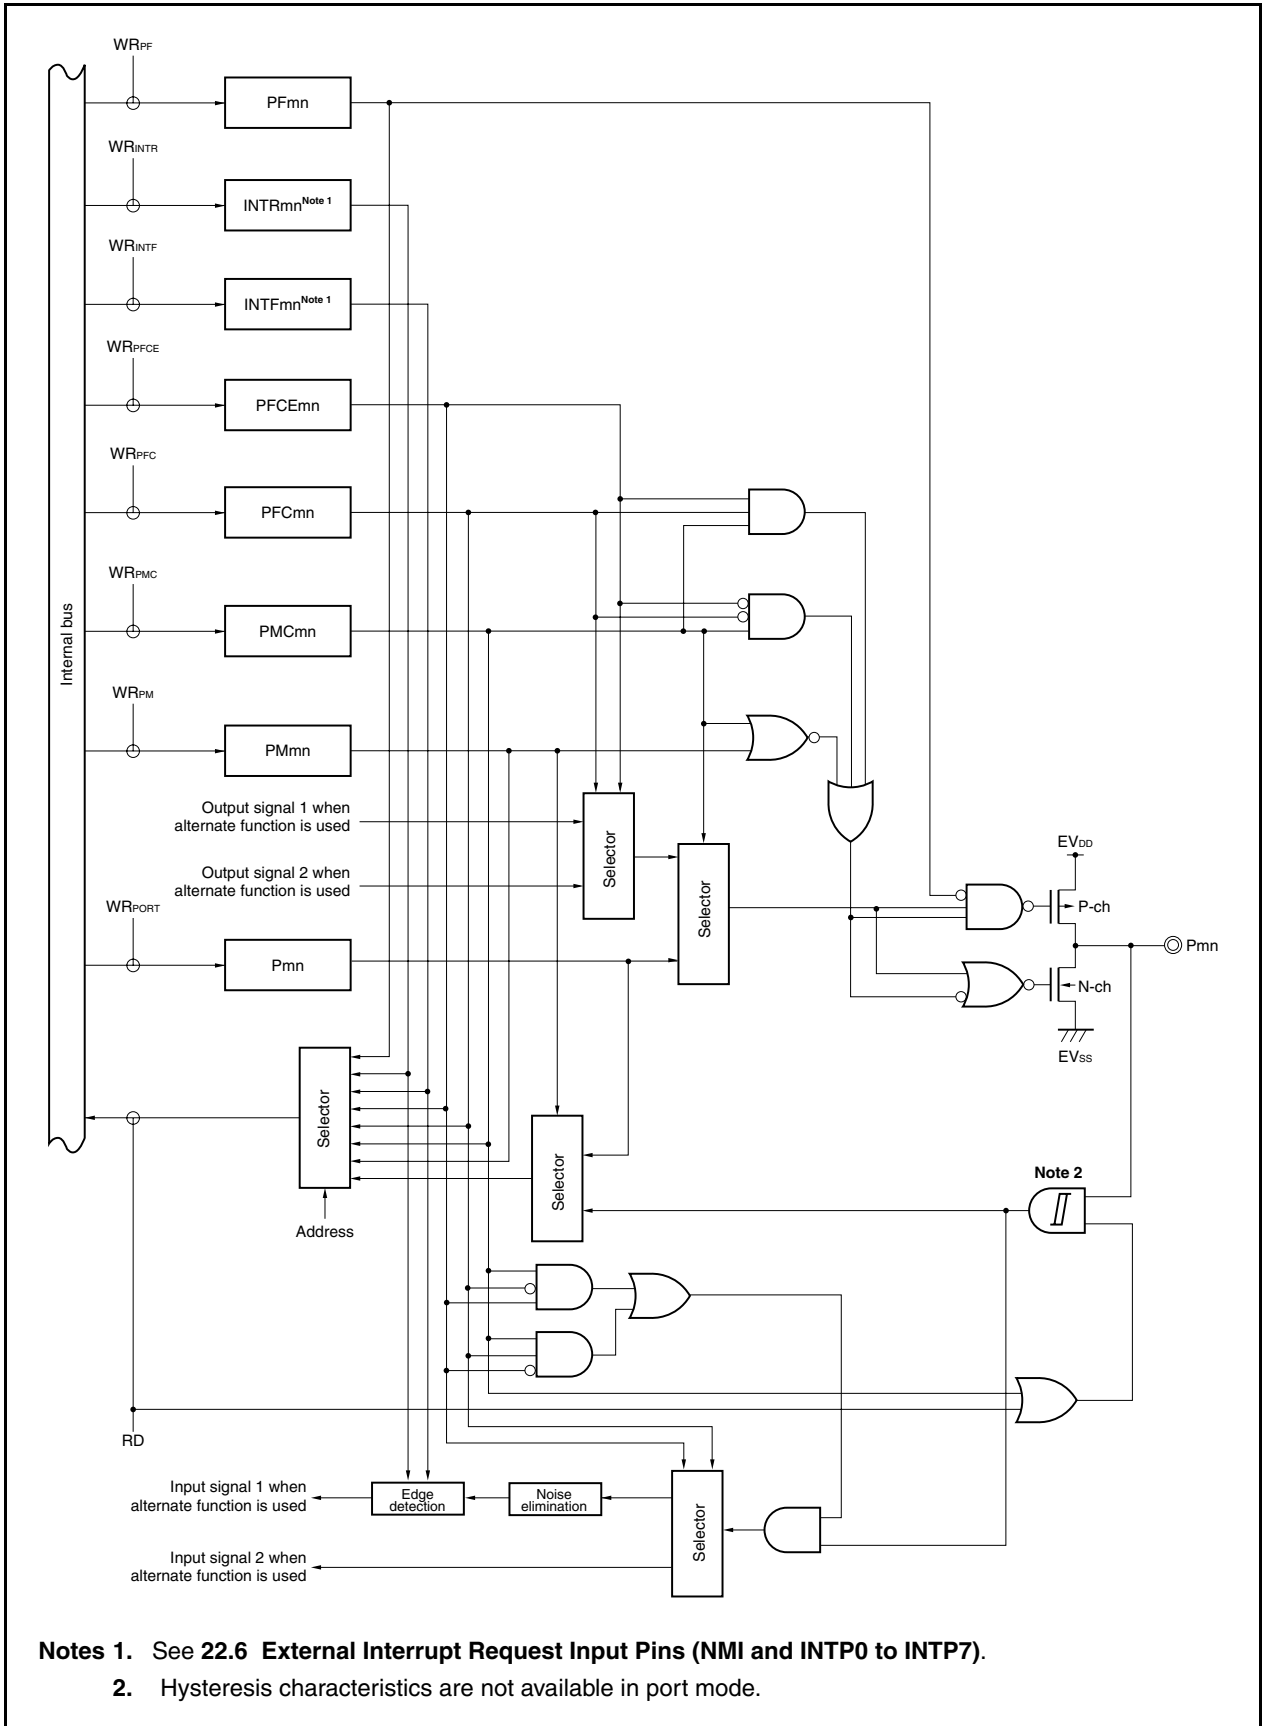 WRPF
PFmn
WRINTR
INTRmnNote 1
WRINTF
INTFmnNote 1
WRPFCE
PFCEmn
WRPFC
PFCmn
WRPMC
PMCmn
Internal bus
WRPM
PMmn
Output signal 1 when
alternate function is used
Output signal 2 when
alternate function is used
Selector
Selector
WRPORT
Pmn
EVDD
P-ch
Pmn
N-ch
EVSS
Selector
Address
Selector
Note 2
RD
Input signal 1 when
alternate function is used
Edge
detection
Noise
elimination
Selector
Input signal 2 when
alternate function is used
Notes 1. See 22.6 External Interrupt Request Input Pins (NMI and INTP0 to INTP7).
2. Hysteresis characteristics are not available in port mode.